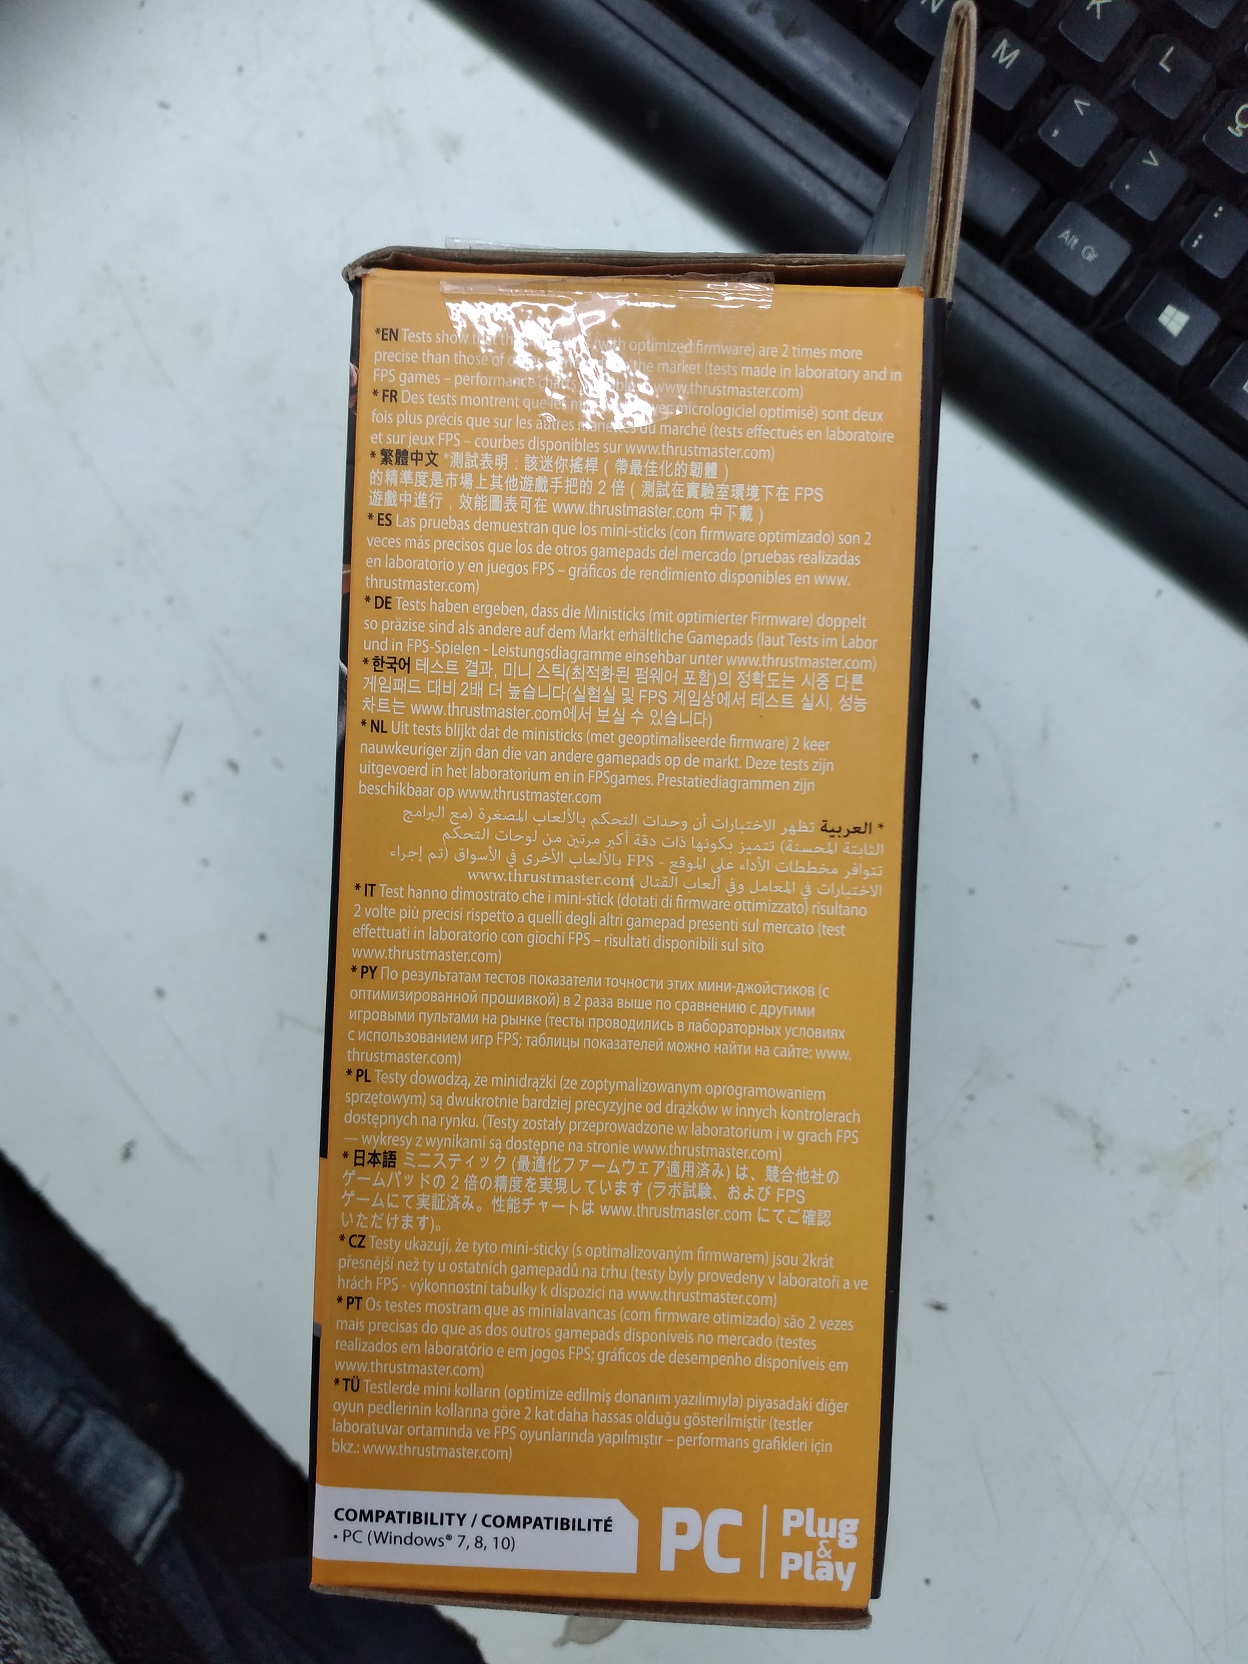 N
K
M
L
Ç
<
,
>
.
:
;
Alt Gr
*EN Tests show that th (with optimized firmware) are 2 times more
precise than those of the market (tests made in laboratory and in
FPS games – performance charts www.thrustmaster.com)
* FR Des tests montrent que les micrologiciel optimisé) sont deux
fois plus précis que sur les autres manettes du marché (tests effectués en laboratoire
et sur jeux FPS – courbes disponibles sur www.thrustmaster.com)
* 繁體中文 *測試表明：該迷你搖桿（帶最佳化的韌體）
的精準度是市場上其他遊戲手把的 2 倍（測試在實驗室環境下在 FPS
遊戲中進行，效能圖表可在 www.thrustmaster.com 中下載）
* ES Las pruebas demuestran que los mini-sticks (con firmware optimizado) son 2
veces más precisos que los de otros gamepads del mercado (pruebas realizadas
en laboratorio y en juegos FPS – gráficos de rendimiento disponibles en www.
thrustmaster.com)
* DE Tests haben ergeben, dass die Ministicks (mit optimierter Firmware) doppelt
so präzise sind als andere auf dem Markt erhältliche Gamepads (laut Tests im Labor
und in FPS-Spielen - Leistungsdiagramme einsehbar unter www.thrustmaster.com)
* 한국어 테스트 결과, 미니 스틱(최적화된 펌웨어 포함)의 정확도는 시중 다른
게임패드 대비 2배 더 높습니다(실험실 및 FPS 게임상에서 테스트 실시, 성능
차트는 www.thrustmaster.com에서 보실 수 있습니다)
* NL Uit tests blijkt dat de ministicks (met geoptimaliseerde firmware) 2 keer
nauwkeuriger zijn dan die van andere gamepads op de markt. Deze tests zijn
uitgevoerd in het laboratorium en in FPSgames. Prestatiediagrammen zijn
beschikbaar op www.thrustmaster.com
* العربية تظهر الاختبارات أن وحدات التحكم بالألعاب المصغرة (مع البرامج
الثابتة المحسنة) تتميز بكونها ذات دقة أكبر مرتين من لوحات التحكم
تتوافر مخططات الأداء على الموقع - FPS بالألعاب الأخرى في الأسواق (تم إجراء
الاختبارات في المعامل وفي ألعاب القتال (www.thrustmaster.com
* IT Test hanno dimostrato che i mini-stick (dotati di firmware ottimizzato) risultano
2 volte più precisi rispetto a quelli degli altri gamepad presenti sul mercato (test
effettuati in laboratorio con giochi FPS – risultati disponibili sul sito
www.thrustmaster.com)
* РУ По результатам тестов показатели точности этих мини-джойстиков (с
оптимизированной прошивкой) в 2 раза выше по сравнению с другими
игровыми пультами на рынке (тесты проводились в лабораторных условиях
с использованием игр FPS; таблицы показателей можно найти на сайте: www.
thrustmaster.com)
* PL Testy dowodzą, że minidrążki (ze zoptymalizowanym oprogramowaniem
sprzętowym) są dwukrotnie bardziej precyzyjne od drążków w innych kontrolerach
dostępnych na rynku. (Testy zostały przeprowadzone w laboratorium i w grach FPS
— wykresy z wynikami są dostępne na stronie www.thrustmaster.com)
* 日本語 ミニスティック (最適化ファームウェア適用済み) は、競合他社の
ゲームパッドの 2 倍の精度を実現しています (ラボ試験、および FPS
ゲームにて実証済み。性能チャートは www.thrustmaster.com にてご確認
いただけます)。
* CZ Testy ukazují, že tyto mini-sticky (s optimalizovaným firmwarem) jsou 2krát
přesnější než ty u ostatních gamepadů na trhu (testy byly provedeny v laboratoři a ve
hrách FPS - výkonnostní tabulky k dispozici na www.thrustmaster.com)
* PT Os testes mostram que as minialavancas (com firmware otimizado) são 2 vezes
mais precisas do que as dos outros gamepads disponíveis no mercado (testes
realizados em laboratório e em jogos FPS; gráficos de desempenho disponíveis em
www.thrustmaster.com)
* TÜ Testlerde mini kolların (optimize edilmiş donanım yazılımıyla) piyasadaki diğer
oyun pedlerinin kollarına göre 2 kat daha hassas olduğu gösterilmiştir (testler
laboratuvar ortamında ve FPS oyunlarında yapılmıştır – performans grafikleri için
bkz.: www.thrustmaster.com)
COMPATIBILITY / COMPATIBILITÉ
• PC (Windows® 7, 8, 10)
PC
Plug
&
Play